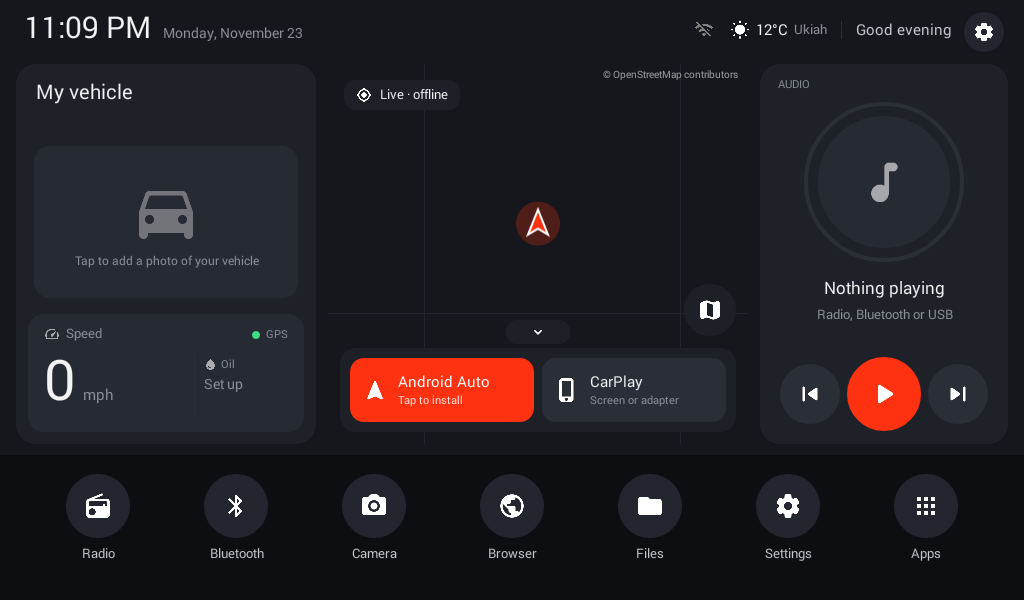 11:09 PM
Monday, November 23
12°C Ukiah
Good evening
My vehicle
Tap to add a photo of your vehicle
Speed
GPS
0 mph
Oil
Set up
Live · offline
© OpenStreetMap contributors
Android Auto
Tap to install
CarPlay
Screen or adapter
AUDIO
Nothing playing
Radio, Bluetooth or USB
Radio
Bluetooth
Camera
Browser
Files
Settings
Apps